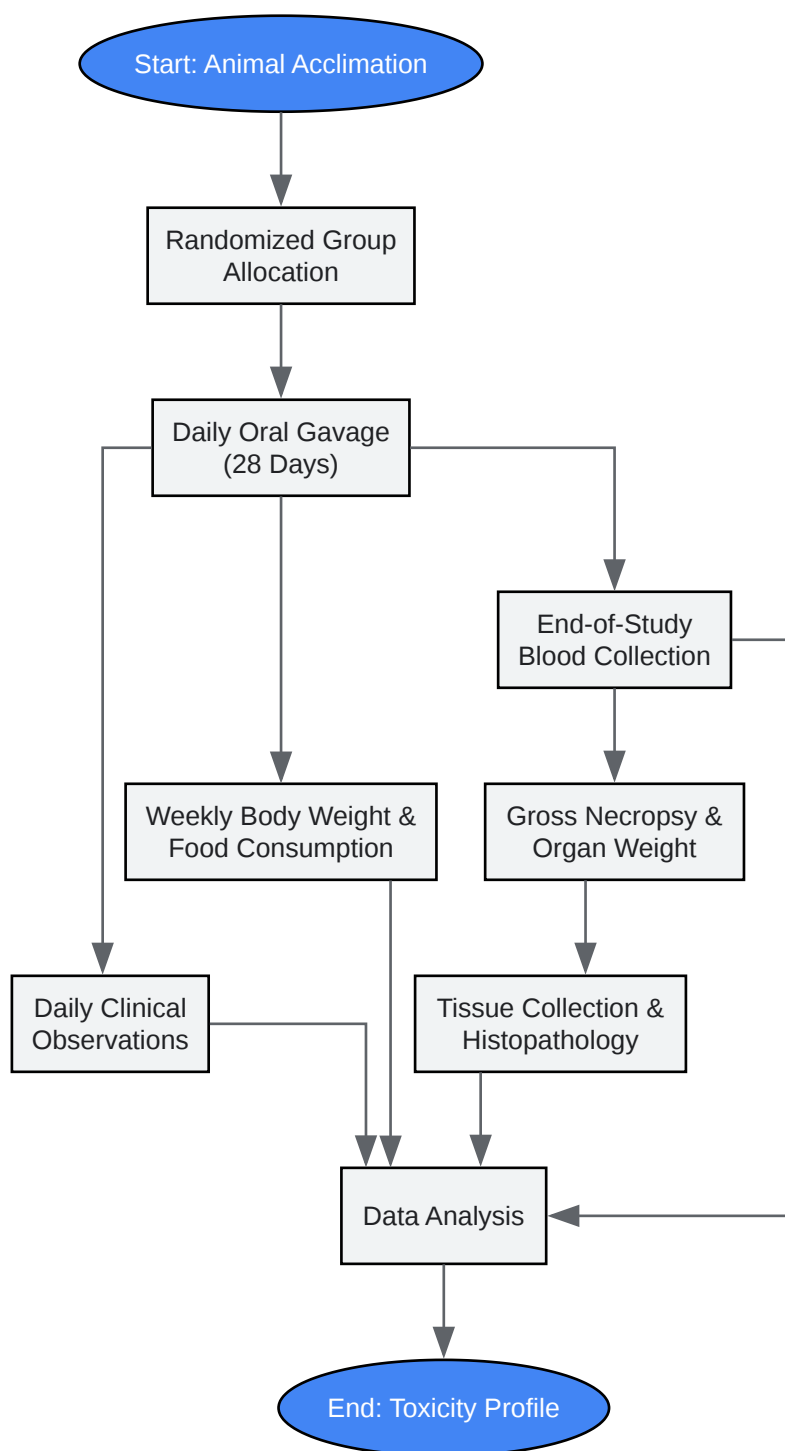 Start: Animal Acclimation
Randomized Group
Allocation
Daily Oral Gavage
(28 Days)
End-of-Study
Blood Collection
Weekly Body Weight &
Food Consumption
Gross Necropsy &
Organ Weight
Daily Clinical
Observations
Tissue Collection &
Histopathology
Data Analysis
End: Toxicity Profile